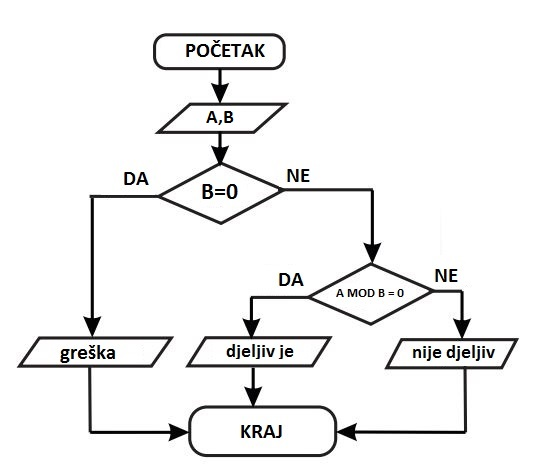 POČETAK
A,B
DA
NE
B=0
DA
NE
A MOD B = 0
greška
djeljiv je
nije djeljiv
KRAJ